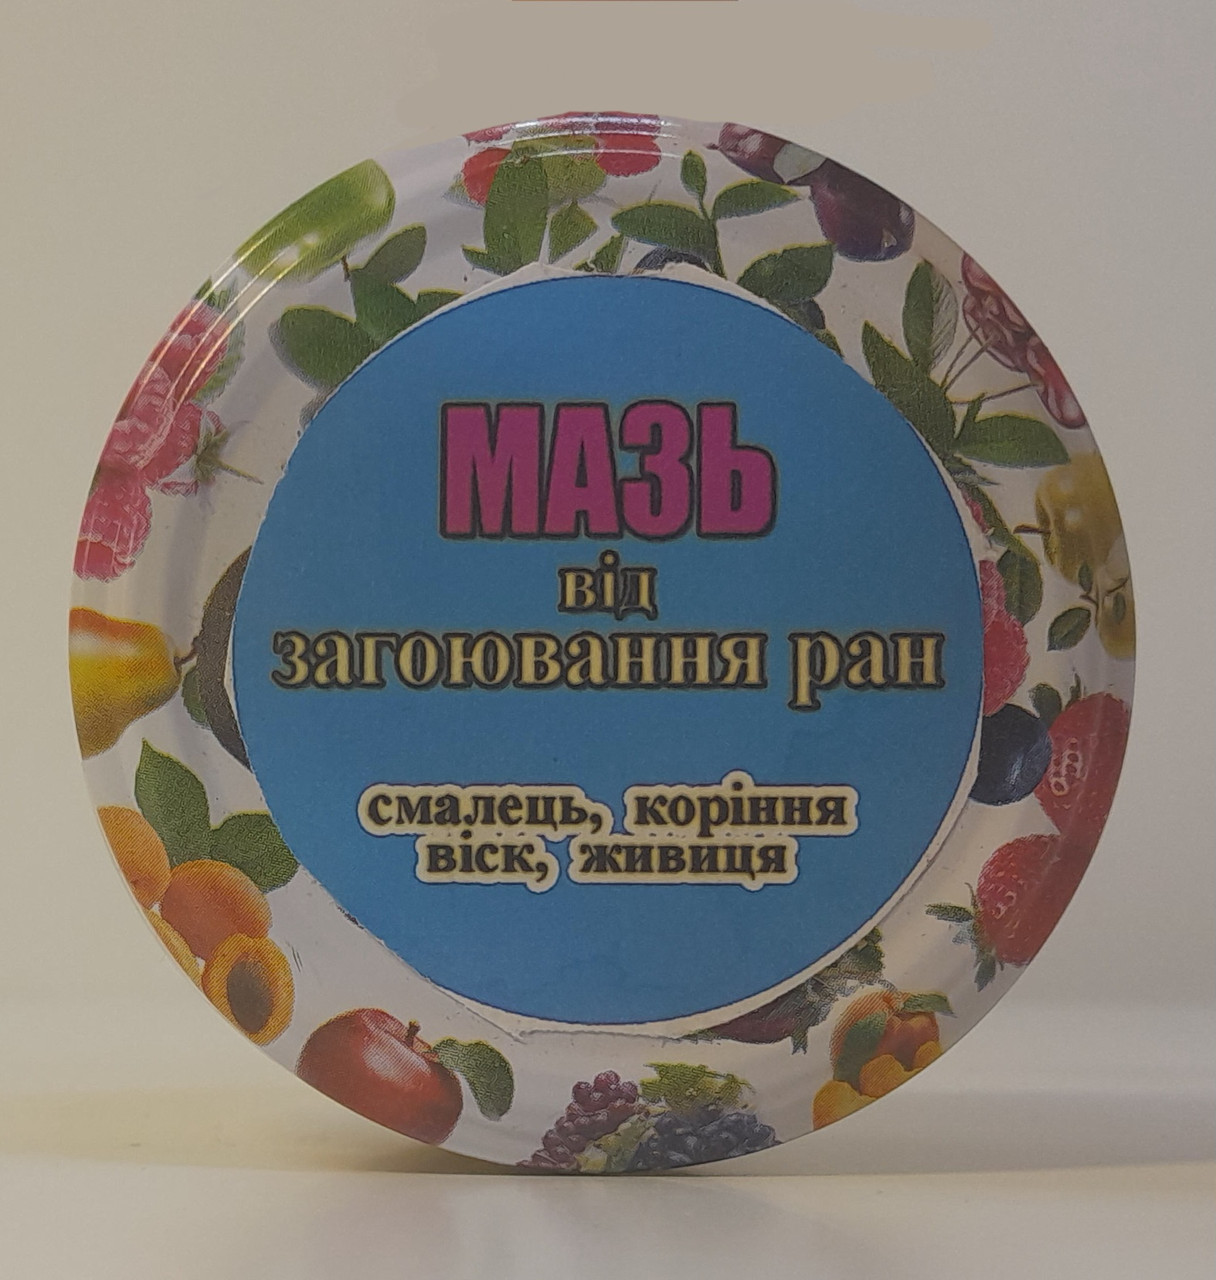 МАЗЬ
від
загоювання ран
смалець, коріння
віск, живиця